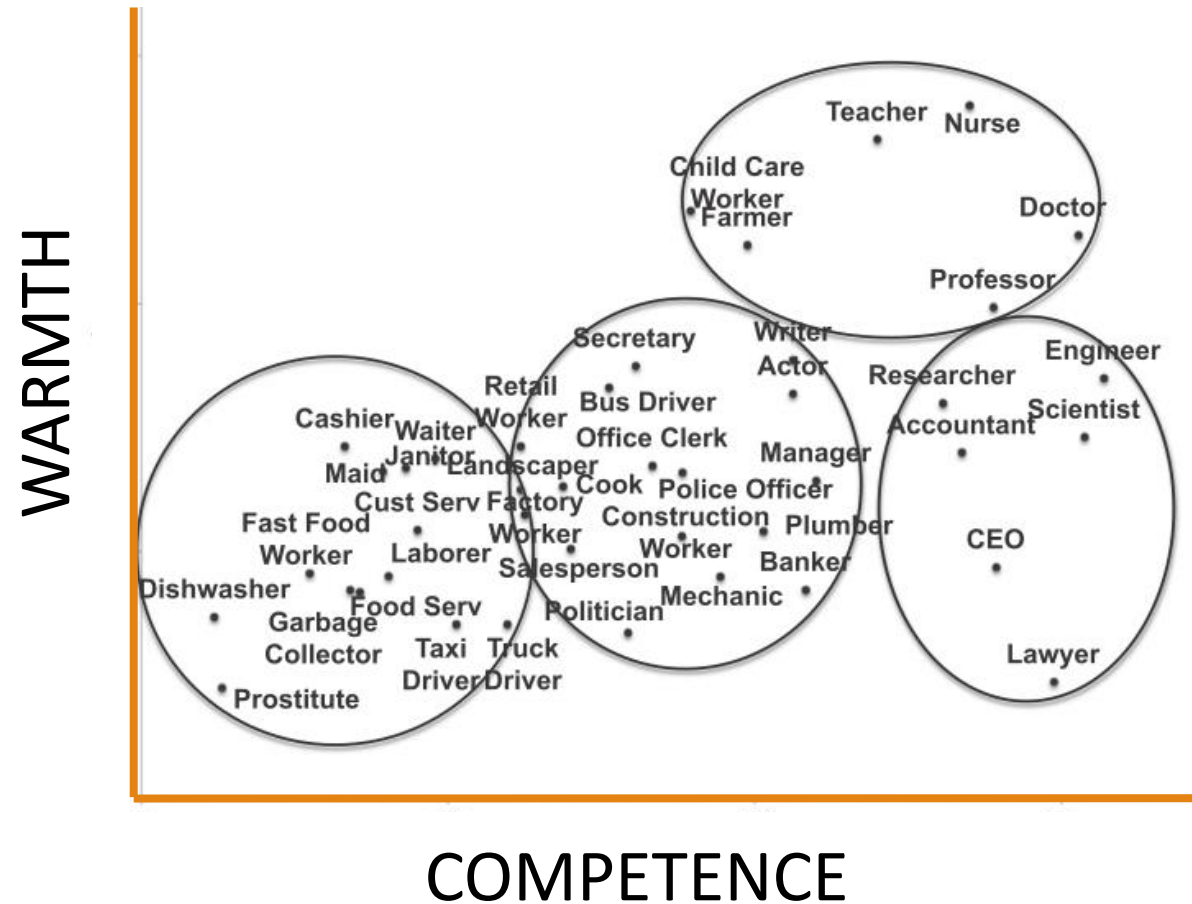 Teacher
Nurse
Child Care
Worker
Farmer
Doctor
Professor
WARMTH
Secretary
Writer
Actor
Engineer
Researcher
Scientist
Accountant
Retail
Worker
Bus Driver
Office Clerk
Cashier
Waiter
Janitor
Maid
Landscaper
Manager
Cook
Police Officer
Cust Serv
Factory
Worker
Construction
Worker
Plumber
Fast Food
Worker
Laborer
CEO
Salesperson
Banker
Dishwasher
Mechanic
Food Serv
Politician
Garbage
Collector
Taxi
Driver
Truck
Driver
Lawyer
Prostitute
COMPETENCE